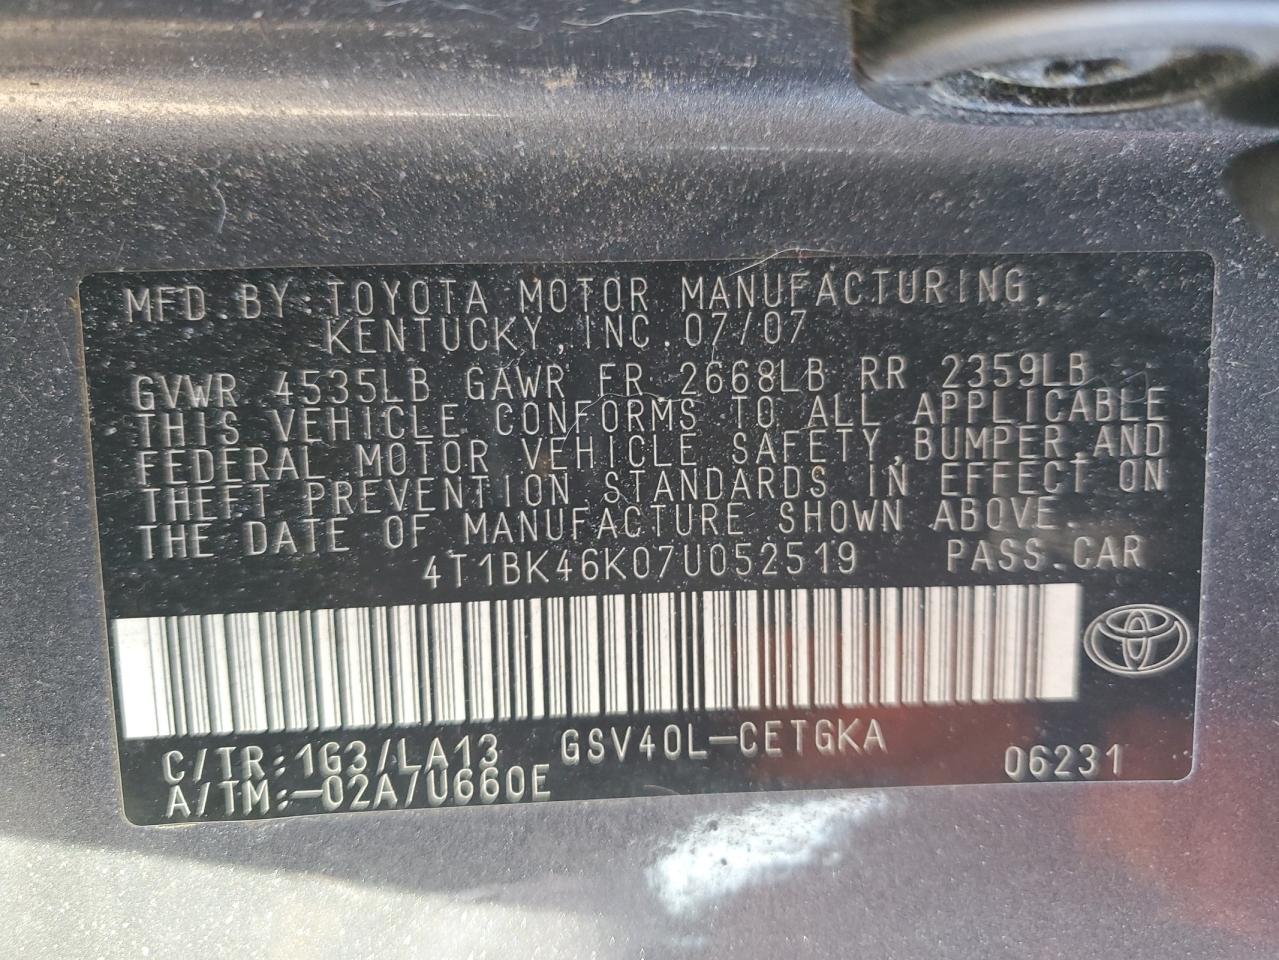 MFD.BY:TOYOTA MOTOR MANUFACTURING,
KENTUCKY,INC.07/07
GVWR 4535LB GAWR FR 2668LB RR 2359LB
THIS VEHICLE CONFORMS TO ALL APPLICABLE
FEDERAL MOTOR VEHICLE SAFETY,BUMPER,AND
THEFT PREVENTION STANDARDS IN EFFECT ON
THE DATE OF MANUFACTURE SHOWN ABOVE.
4T1BK46K07U052519 PASS.CAR
C/TR:1G3/LA13 GSV40L-CETGKA 06231
A/TM:-02A/U660E